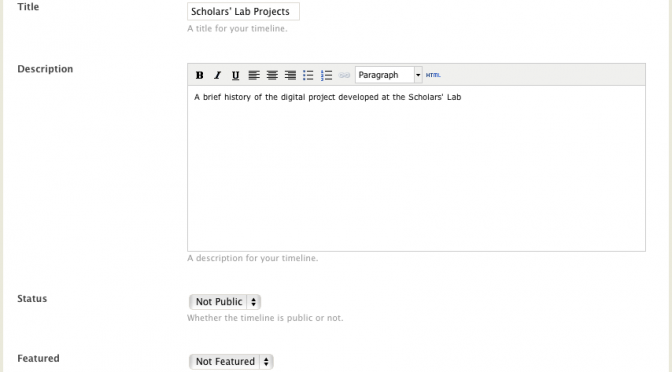 Title
Scholars' Lab Projects
A title for your timeline.
Description
B I U Paragraph HTML
A brief history of the digital project developed at the Scholars' Lab
A description for your timeline.
Status
Not Public
Whether the timeline is public or not.
Featured
Not Featured